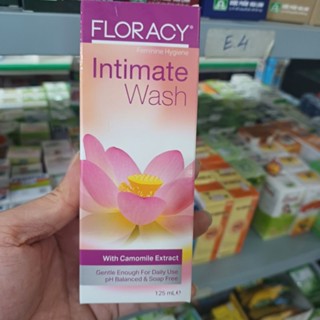 FLORACY®
Feminine Hygiene
Intimate
Wash
With Camomile Extract
Gentle Enough For Daily Use
pH Balanced & Soap Free
125 mL ℮
E.4